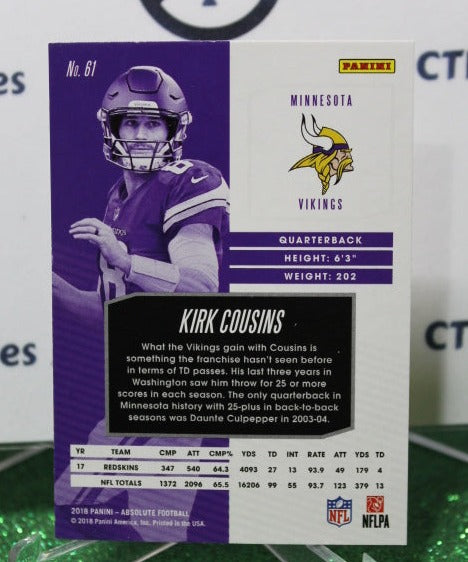 No. 61
PANINI
MINNESOTA
VIKINGS
QUARTERBACK
HEIGHT: 6'3"
WEIGHT: 202
KIRK COUSINS
What the Vikings gain with Cousins is
something the franchise hasn't seen before
in terms of TD passes. His last three years in
Washington saw him throw for 25 or more
scores in each season. The only quarterback in
Minnesota history with 25-plus in back-to-back
seasons was Daunte Culpepper in 2003-04.
YR TEAM CMP ATT CMP% YDS TD INT RATE ATT YDS TD
17 REDSKINS 347 540 64.3 4093 27 13 93.9 49 179 4
NFL TOTALS 1372 2096 65.5 16206 99 55 93.7 123 379 13
2018 PANINI – ABSOLUTE FOOTBALL
© 2018 Panini America, Inc. Printed in the USA.
NFL
NFLPA